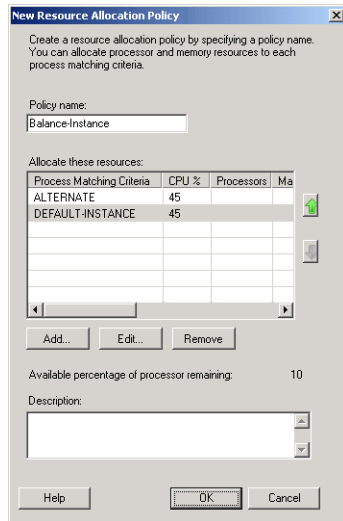 New Resource Allocation Policy
Create a resource allocation policy by specifying a policy name.
You can allocate processor and memory resources to each
process matching criteria.
Policy name:
Balance-Instance
Allocate these resources:
Process Matching Criteria CPU % Processors Ma
ALTERNATE 45
DEFAULT-INSTANCE 45
Add... Edit... Remove
Available percentage of processor remaining: 10
Description:
Help OK Cancel